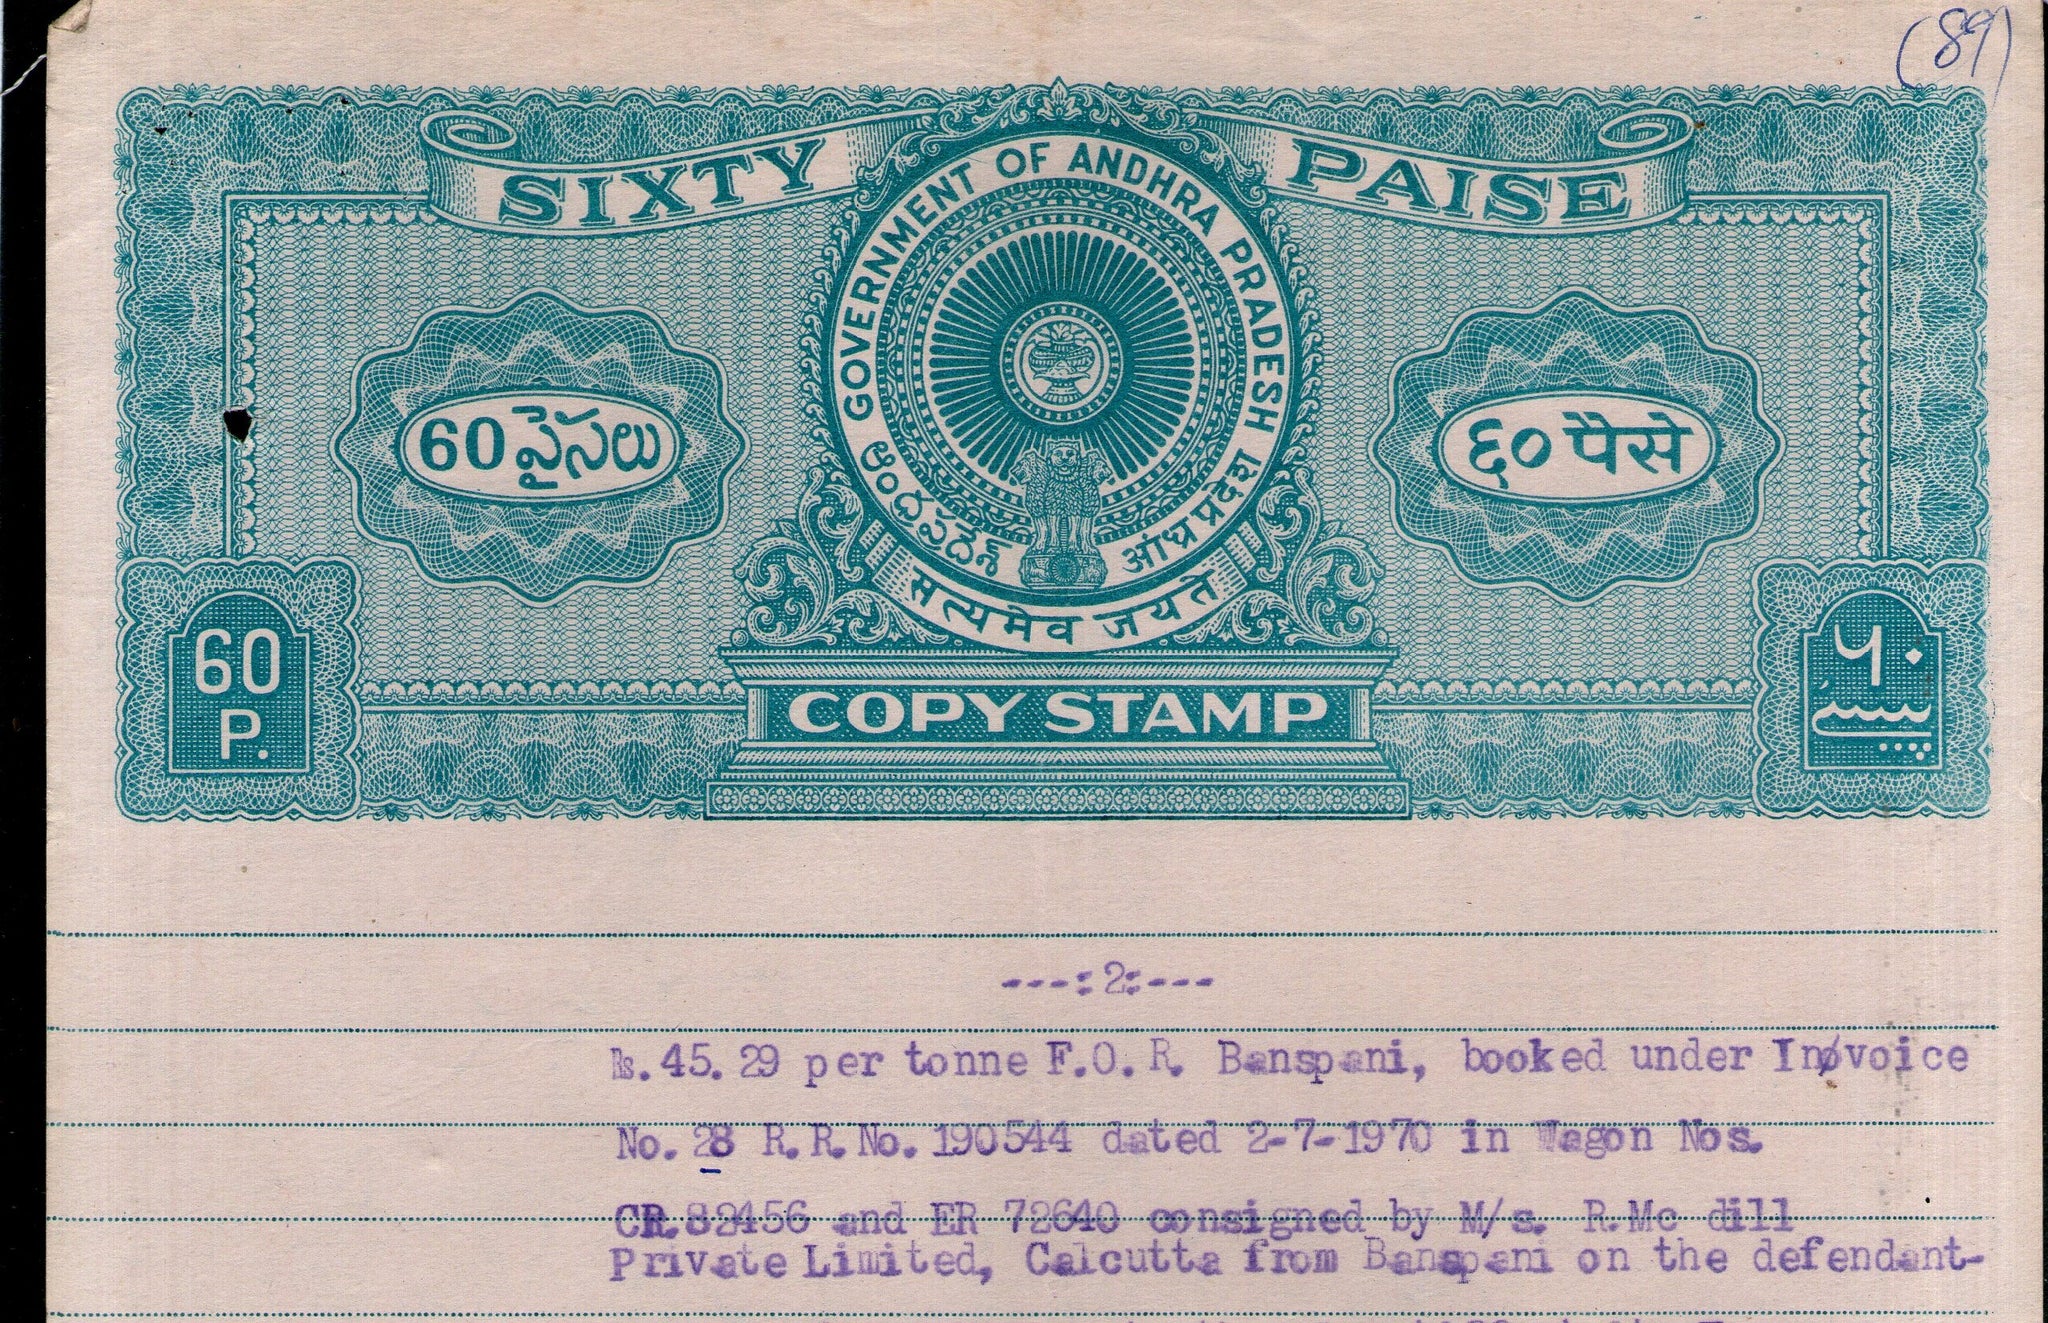 (89)
SIXTY PAISE
GOVERNMENT OF ANDHRA PRADESH
60 పైసలు
६० पैसे
ఆంధ్రప్రదేశ్
आंध्र प्रदेश
सत्यमेव जयते
60
P.
۶۰
پیسے
COPY STAMP
---:2:---
Rs. 45.29 per tonne F.O.R. Banspani, booked under Inøvoice
No. 28 R.R.No. 190544 dated 2-7-1970 in Wagon Nos.
CR.82456 and ER 72640 consigned by M/s. R.Mc dill
Private Limited, Calcutta from Banspani on the defendant-